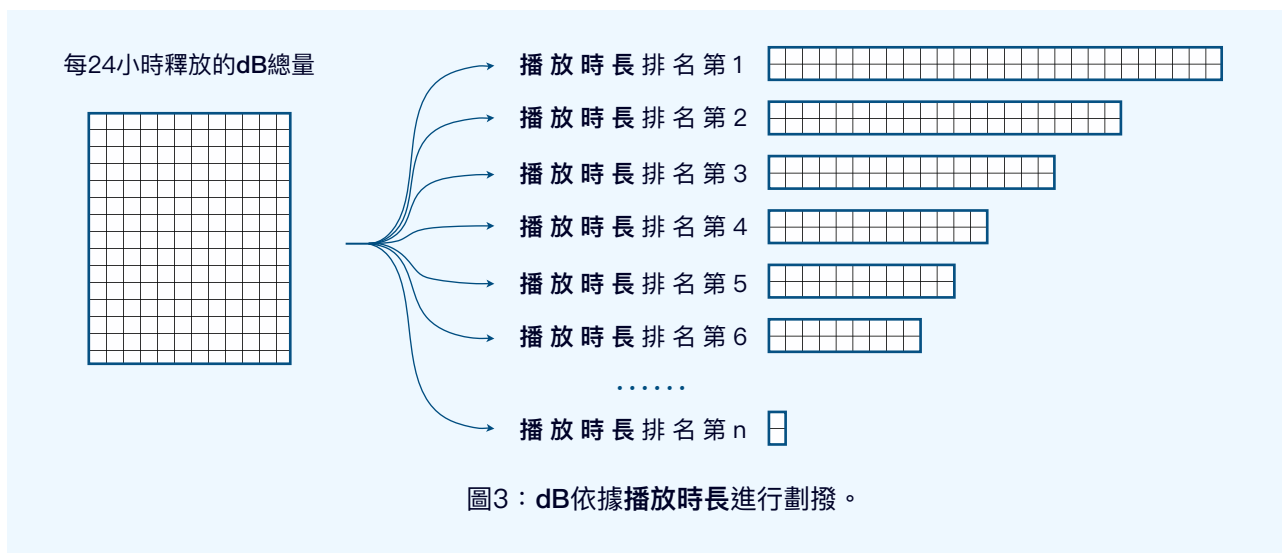 每24小時釋放的dB總量
播放時長排名第1
播放時長排名第2
播放時長排名第3
播放時長排名第4
播放時長排名第5
播放時長排名第6
······
播放時長排名第n
圖3：dB依據播放時長進行劃撥。